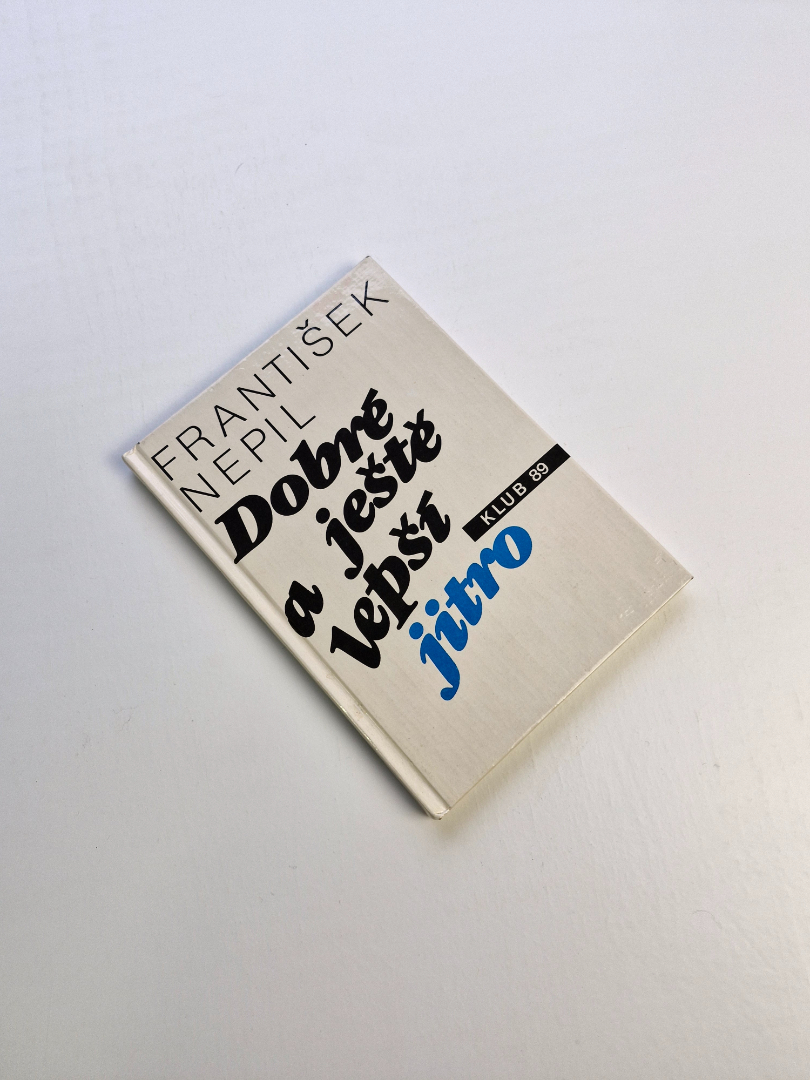 FRANTIŠEK
NEPIL
Dobré
a ještě
lepší
jitro
KLUB 89